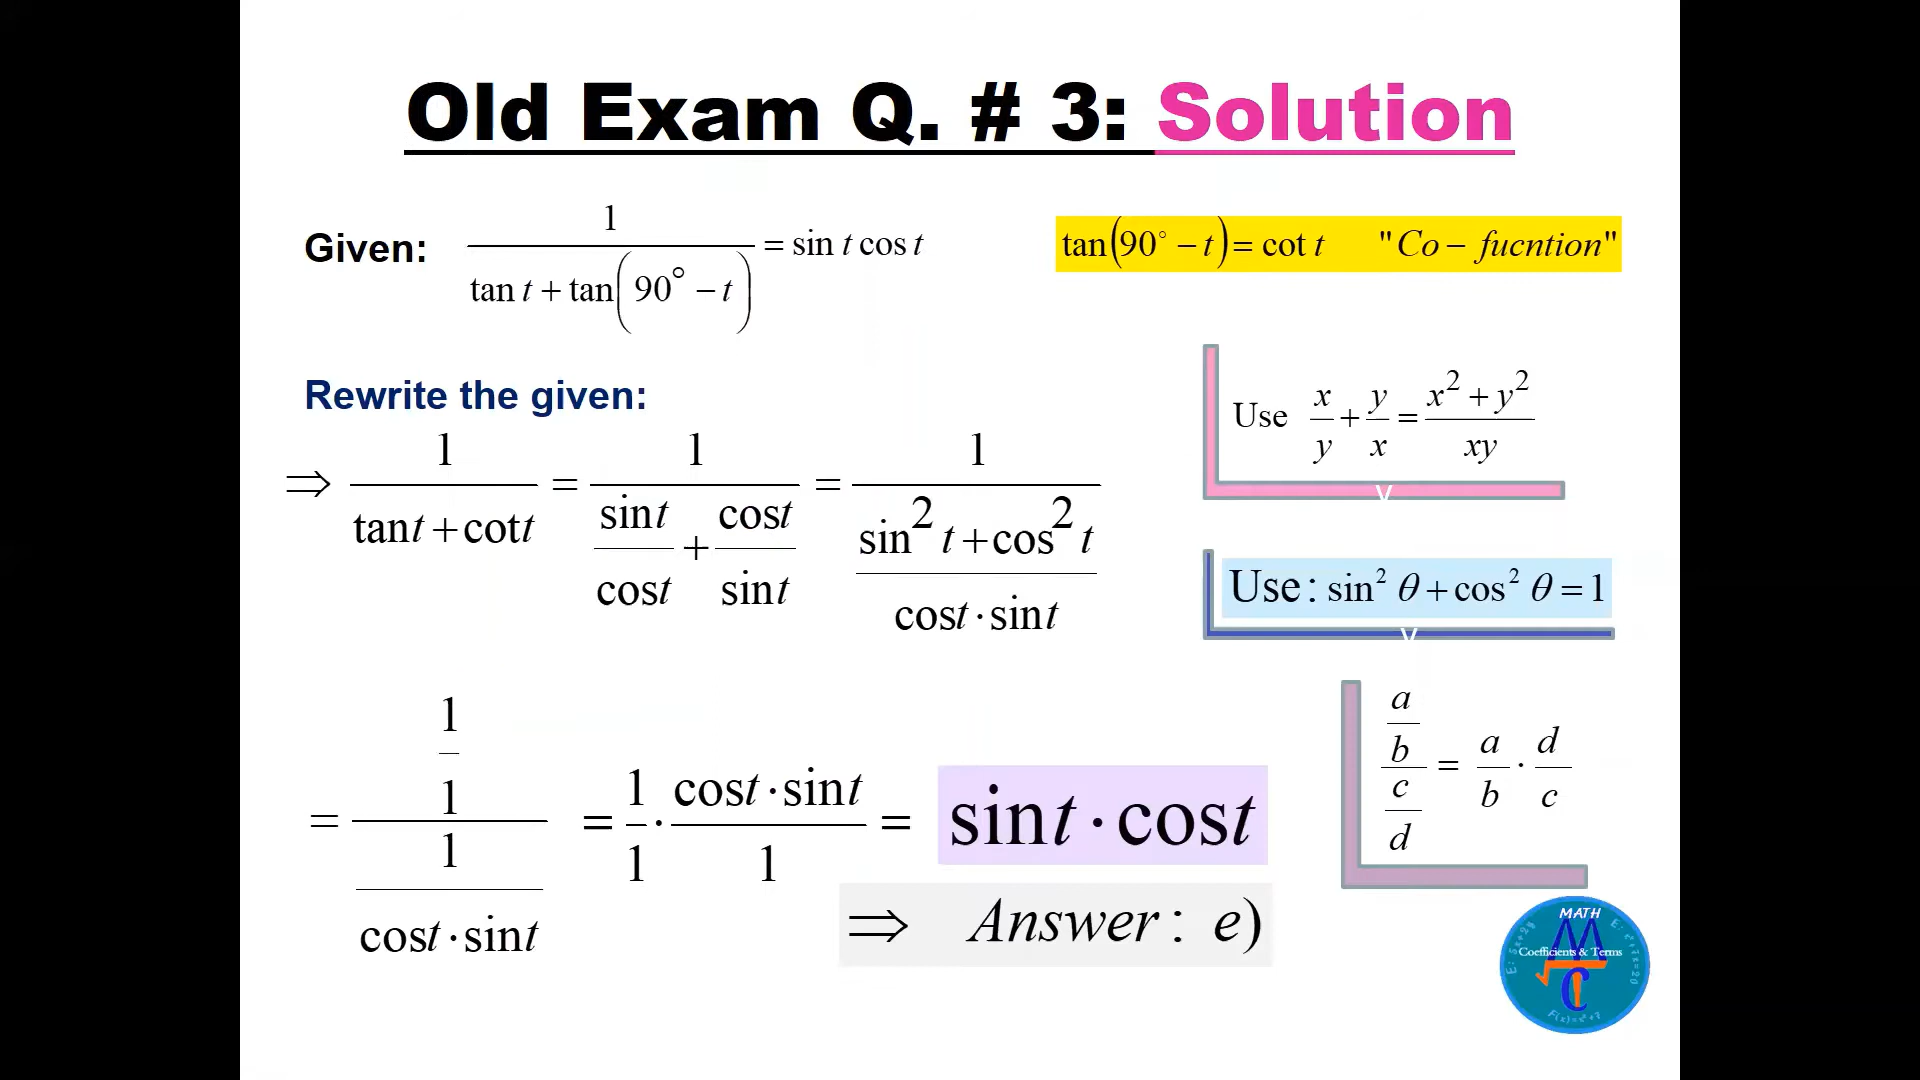 Old Exam Q. # 3: Solution
Given: 1/(tan t + tan(90° − t)) = sin t cos t
tan(90° − t) = cot t "Co − fucntion"
Rewrite the given:
Use x/y + y/x = (x² + y²)/xy
⇒ 1/(tan t + cot t) = 1/(sin t/cos t + cos t/sin t) = 1/((sin² t + cos² t)/(cos t · sin t))
Use : sin² θ + cos² θ = 1
(a/b)/(c/d) = a/b · d/c
= (1/1)/(1/(cos t · sin t)) = 1/1 · (cos t · sin t)/1 = sin t · cos t
⇒ Answer : e)
MATH
Coefficients & Terms